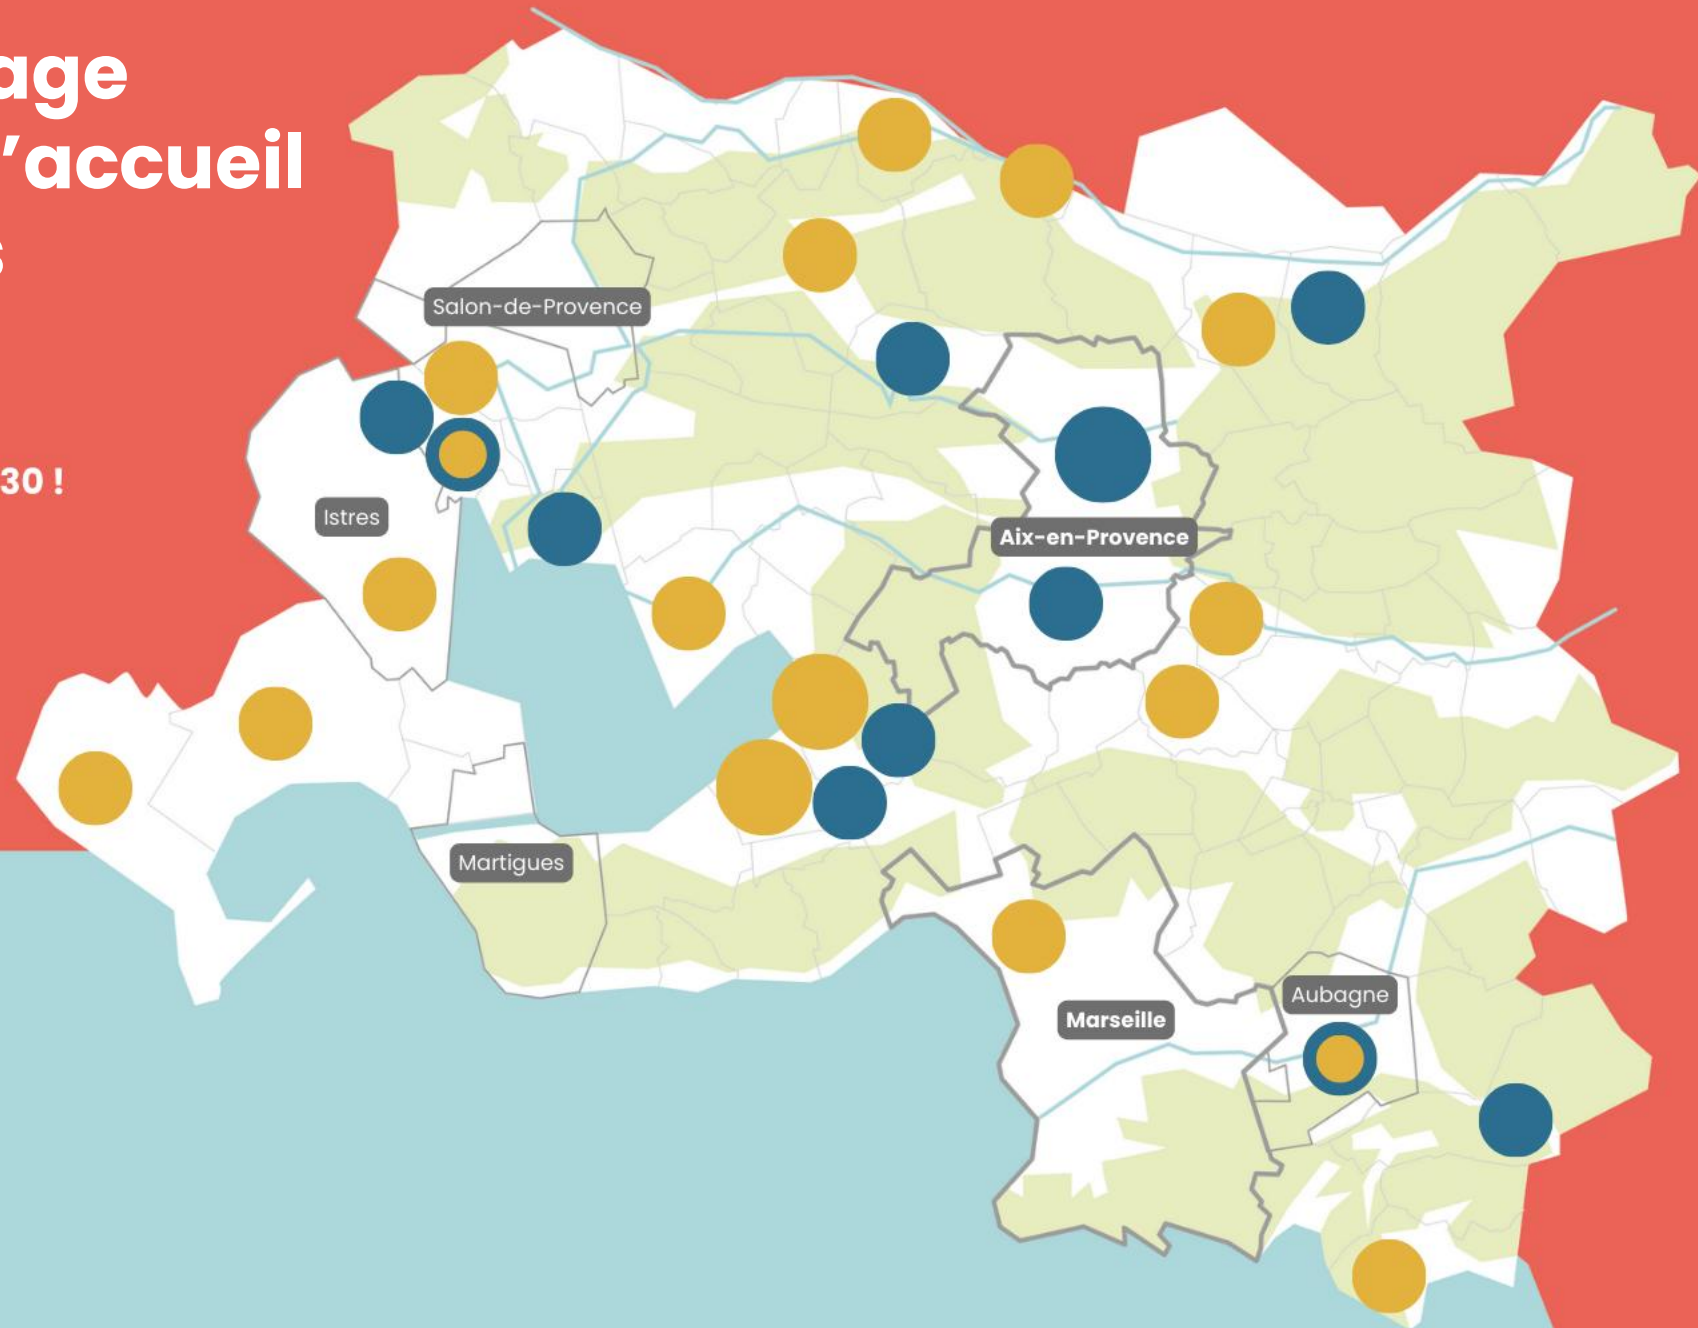 age
'accueil
s
30 !
Salon-de-Provence
Istres
Aix-en-Provence
Martigues
Marseille
Aubagne